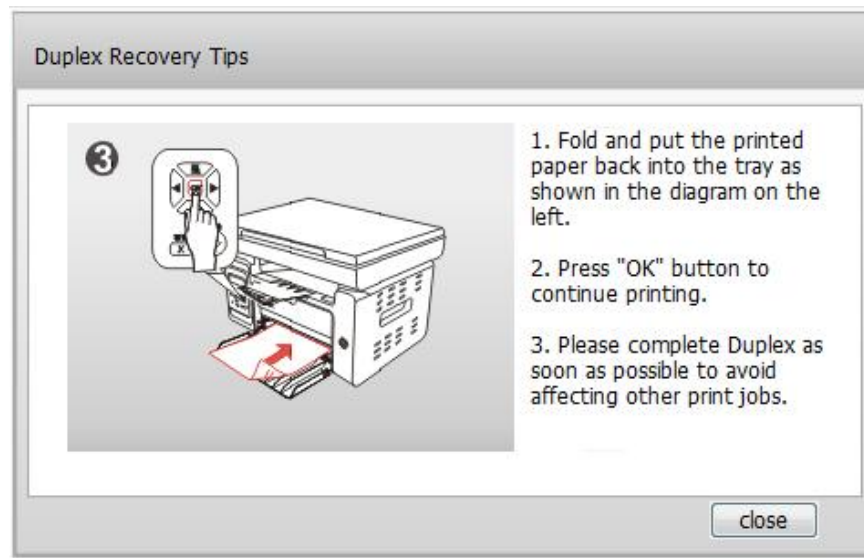 Duplex Recovery Tips
3
OK
X
1. Fold and put the printed
paper back into the tray as
shown in the diagram on the
left.
2. Press "OK" button to
continue printing.
3. Please complete Duplex as
soon as possible to avoid
affecting other print jobs.
close